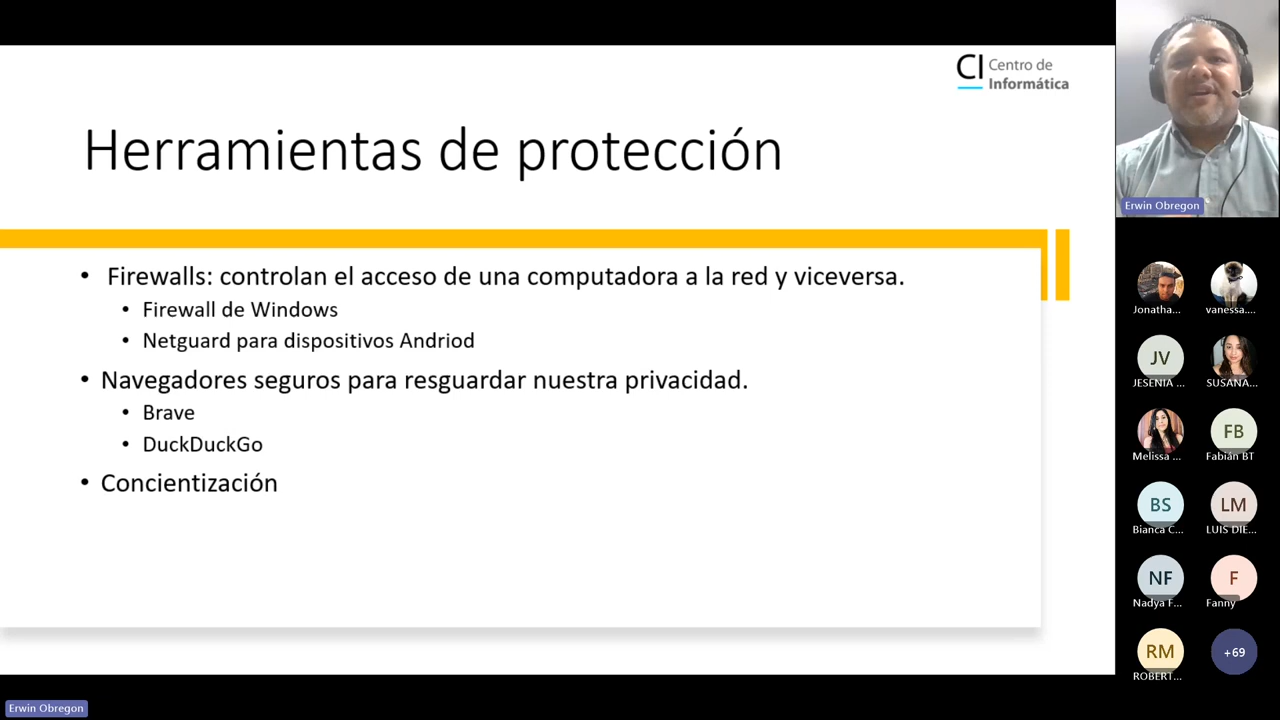 CI Centro de
Informática
Herramientas de protección
• Firewalls: controlan el acceso de una computadora a la red y viceversa.
• Firewall de Windows
• Netguard para dispositivos Andriod
• Navegadores seguros para resguardar nuestra privacidad.
• Brave
• DuckDuckGo
• Concientización
Erwin Obregon
Jonatha... vanessa....
JV
JESENIA ... SUSANA...
FB
Melissa ... Fabián BT
BS LM
Bianca C... LUIS DIE...
NF F
Nadya F... Fanny
RM +69
ROBERT...
Erwin Obregon